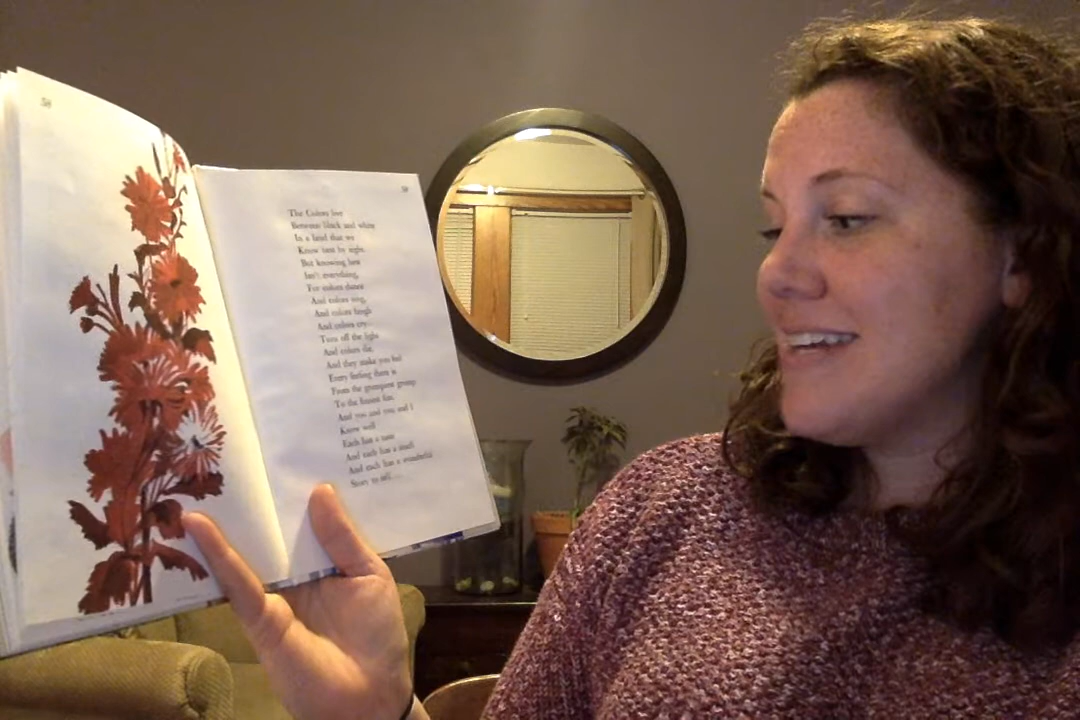 58
59
The Colors live
Between black and white
In a land that we
Know best by sight.
But knowing best
Isn't everything,
For colors dance
And colors sing,
And colors laugh
And colors cry—
Turn off the light
And colors die,
And they make you feel
Every feeling there is
From the grumpiest grump
To the fizziest fizz.
And you and you and I
Know well
Each has a taste
And each has a smell
And each has a wonderful
Story to tell . . .